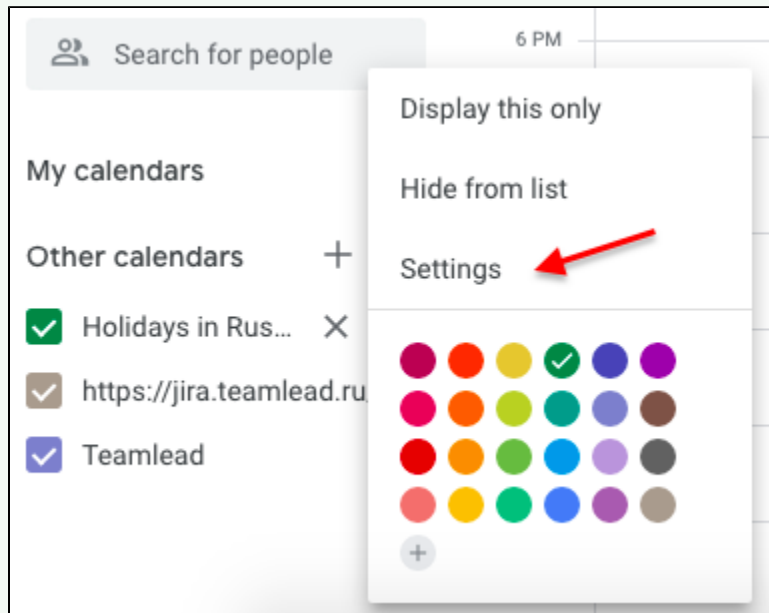 Search for people
6 PM
Display this only
My calendars
Hide from list
Other calendars
Settings
Holidays in Rus...
https://jira.teamlead.ru/
Teamlead